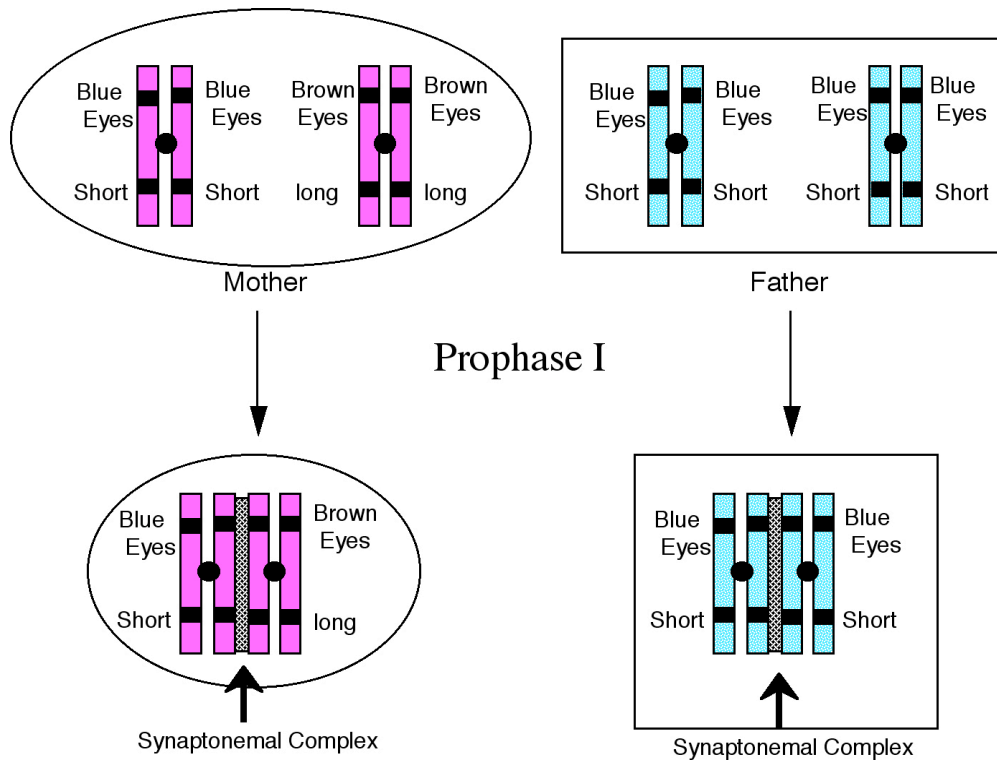 Blue
Eyes
Blue
Eyes
Brown
Eyes
Brown
Eyes
Short
Short
long
long
Mother
Blue
Eyes
Blue
Eyes
Blue
Eyes
Blue
Eyes
Short
Short
Short
Short
Father
Prophase I
Blue
Eyes
Brown
Eyes
Short
long
Synaptonemal Complex
Blue
Eyes
Blue
Eyes
Short
Short
Synaptonemal Complex